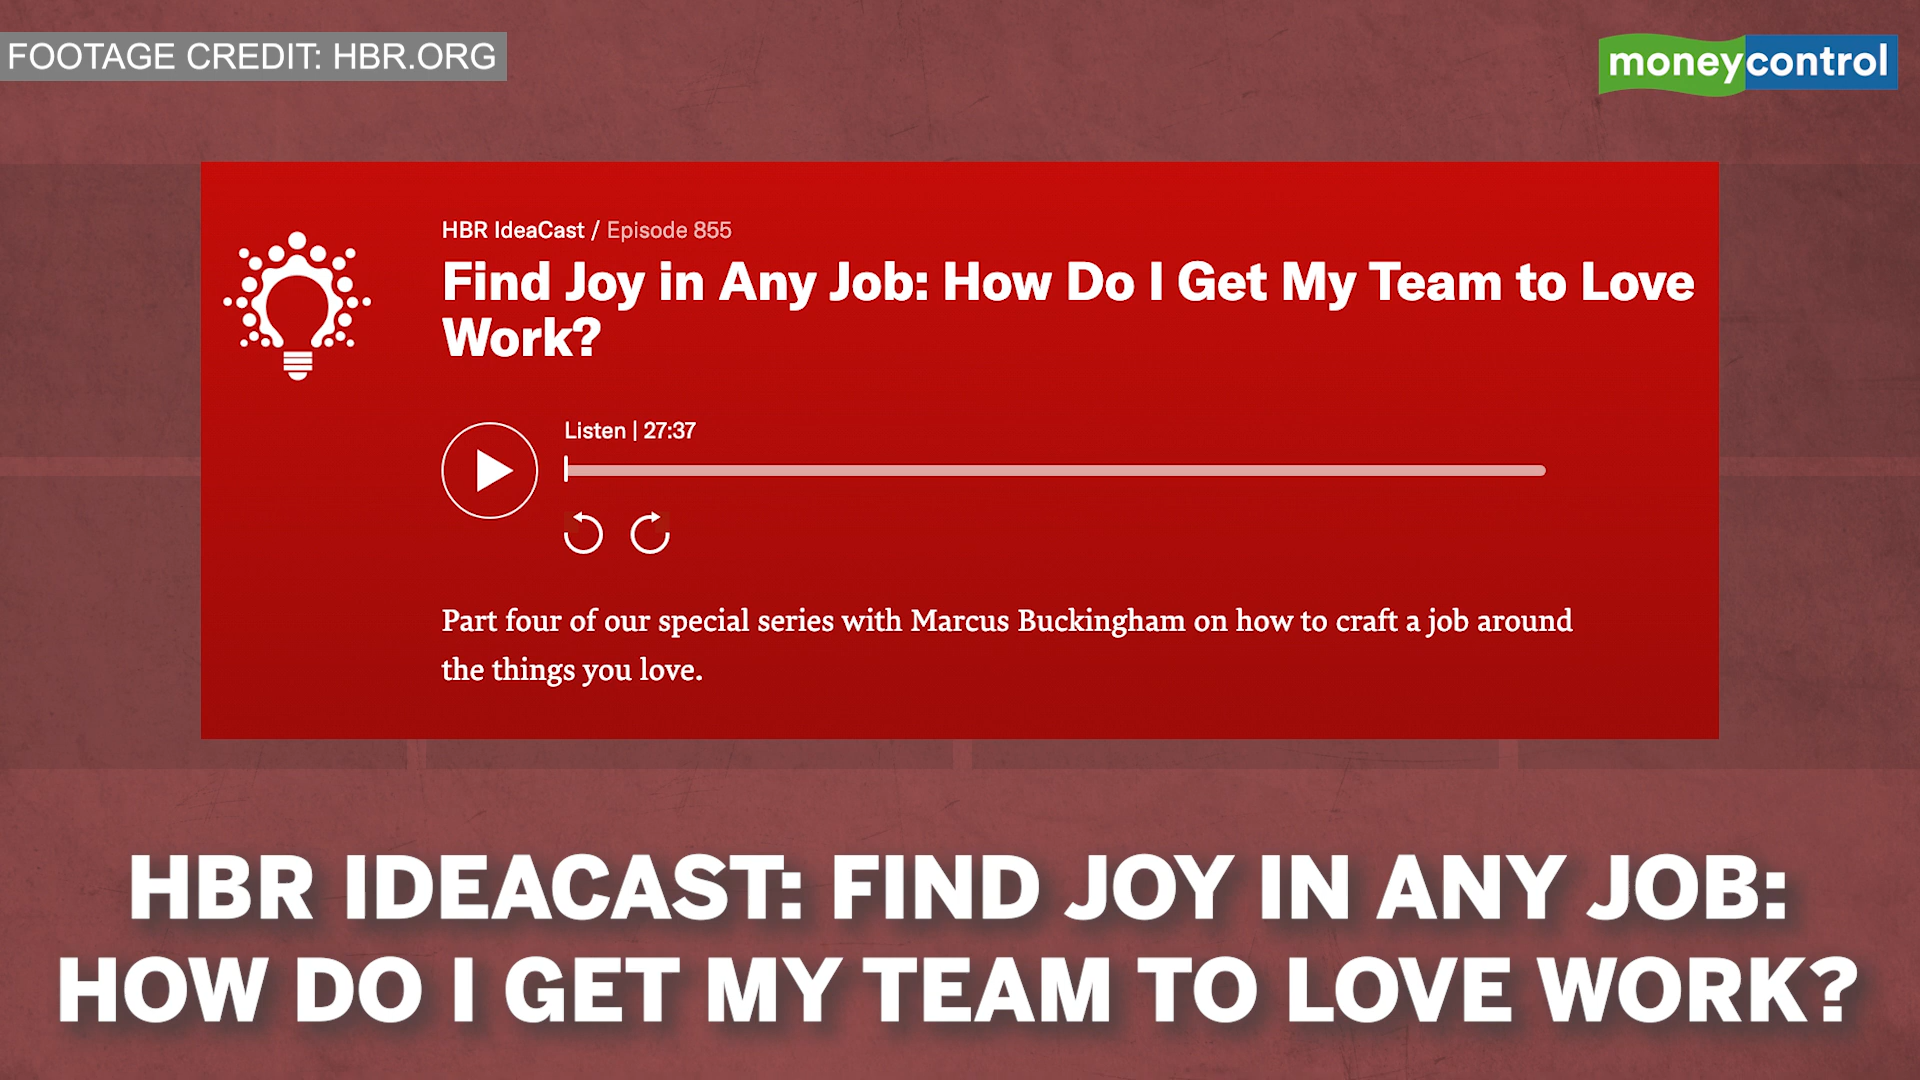 FOOTAGE CREDIT: HBR.ORG
moneycontrol
HBR IdeaCast / Episode 855
Find Joy in Any Job: How Do I Get My Team to Love
Work?
Listen | 27:37
Part four of our special series with Marcus Buckingham on how to craft a job around
the things you love.
HBR IDEACAST: FIND JOY IN ANY JOB:
HOW DO I GET MY TEAM TO LOVE WORK?